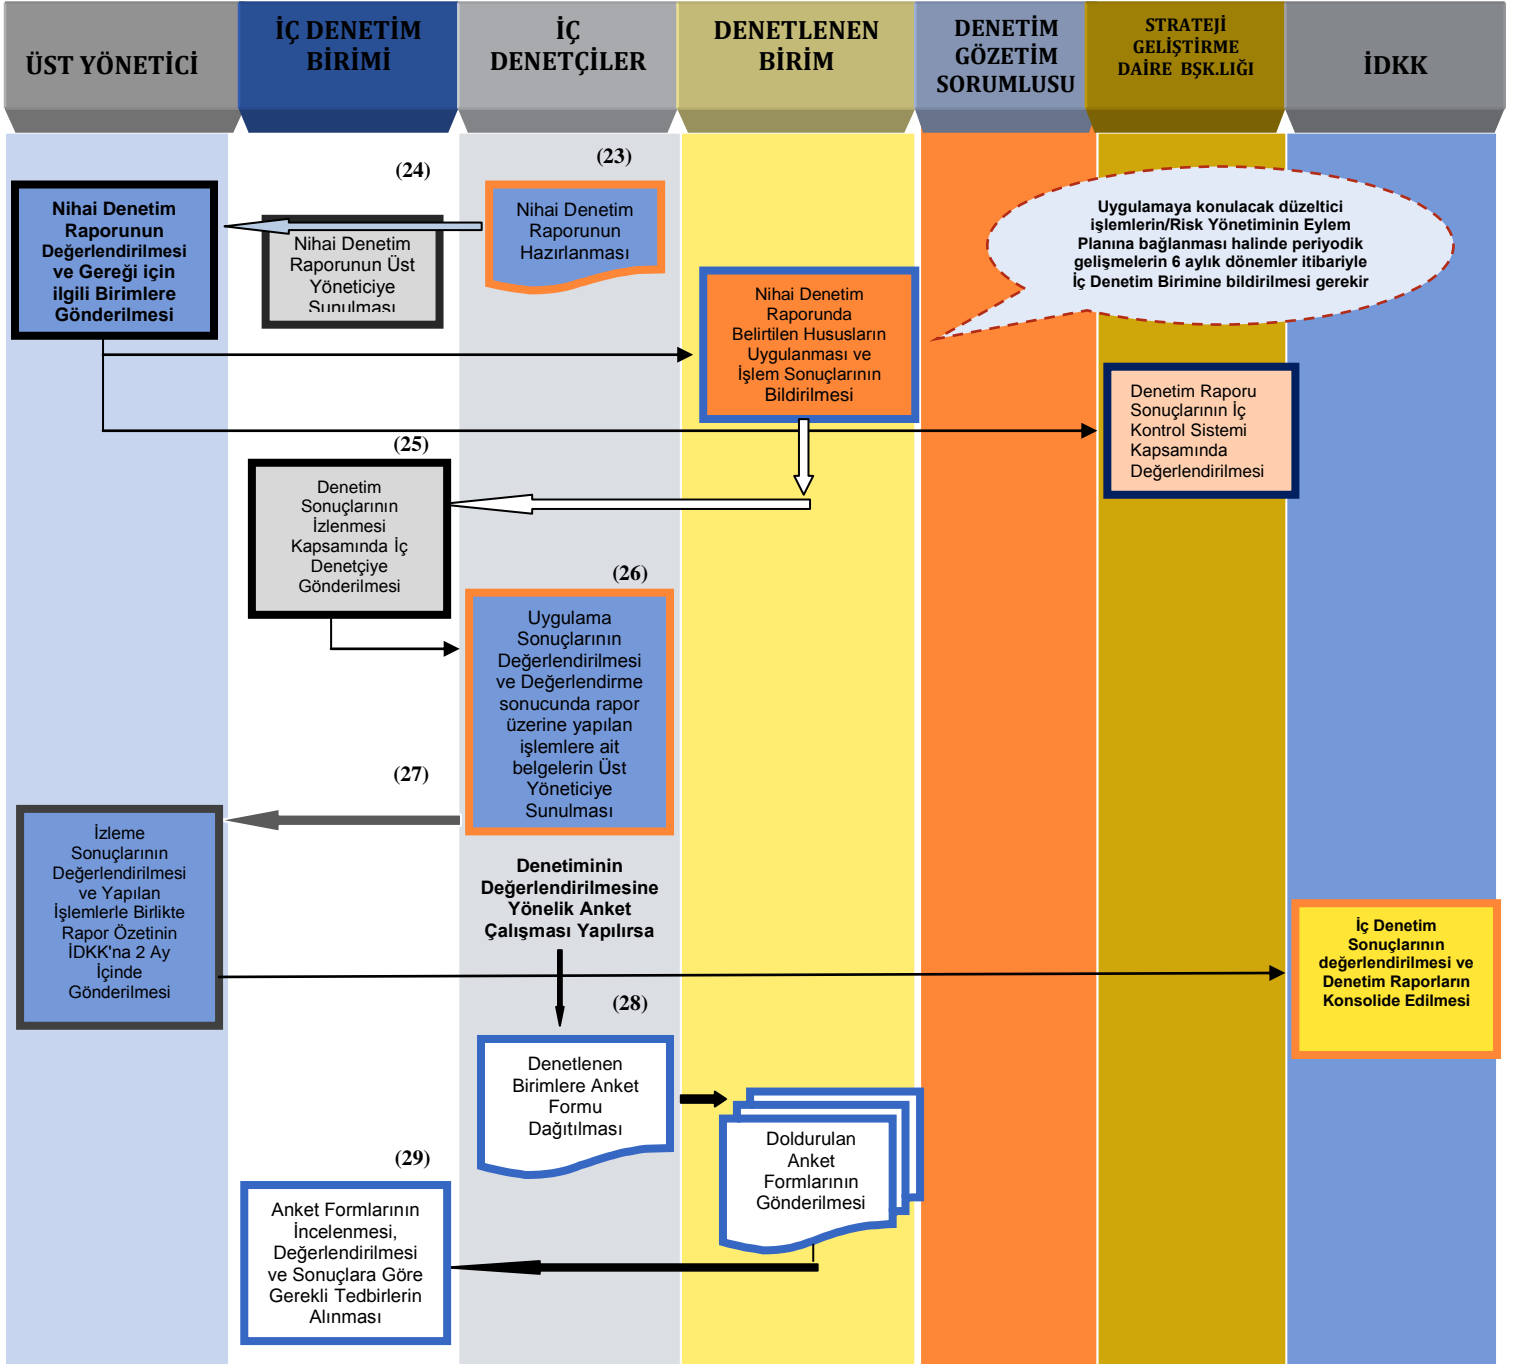 ÜST YÖNETİCİ
İÇ DENETİM
BİRİMİ
İÇ
DENETÇİLER
DENETLENEN
BİRİM
DENETİM
GÖZETİM
SORUMLUSU
STRATEJİ
GELİŞTİRME
DAİRE BŞK.LIĞI
İDKK
(23)
(24)
Nihai Denetim
Raporunun
Değerlendirilmesi
ve Gereği için
ilgili Birimlere
Gönderilmesi
Nihai Denetim
Raporunun Üst
Yöneticiye
Sunulması
Nihai Denetim
Raporunun
Hazırlanması
Uygulamaya konulacak düzeltici
işlemlerin/Risk Yönetiminin Eylem
Planına bağlanması halinde periyodik
gelişmelerin 6 aylık dönemler itibariyle
İç Denetim Birimine bildirilmesi gerekir
Nihai Denetim
Raporunda
Belirtilen Hususların
Uygulanması ve
İşlem Sonuçlarının
Bildirilmesi
Denetim Raporu
Sonuçlarının İç
Kontrol Sistemi
Kapsamında
Değerlendirilmesi
(25)
Denetim
Sonuçlarının
İzlenmesi
Kapsamında İç
Denetçiye
Gönderilmesi
(26)
Uygulama
Sonuçlarının
Değerlendirilmesi
ve Değerlendirme
sonucunda rapor
üzerine yapılan
işlemlere ait
belgelerin Üst
Yöneticiye
Sunulması
(27)
İzleme
Sonuçlarının
Değerlendirilmesi
ve Yapılan
İşlemlerle Birlikte
Rapor Özetinin
İDKK'na 2 Ay
İçinde
Gönderilmesi
Denetiminin
Değerlendirilmesine
Yönelik Anket
Çalışması Yapılırsa
İç Denetim
Sonuçlarının
değerlendirilmesi ve
Denetim Raporların
Konsolide Edilmesi
(28)
Denetlenen
Birimlere Anket
Formu
Dağıtılması
Doldurulan
Anket
Formlarının
Gönderilmesi
(29)
Anket Formlarının
İncelenmesi,
Değerlendirilmesi
ve Sonuçlara Göre
Gerekli Tedbirlerin
Alınması